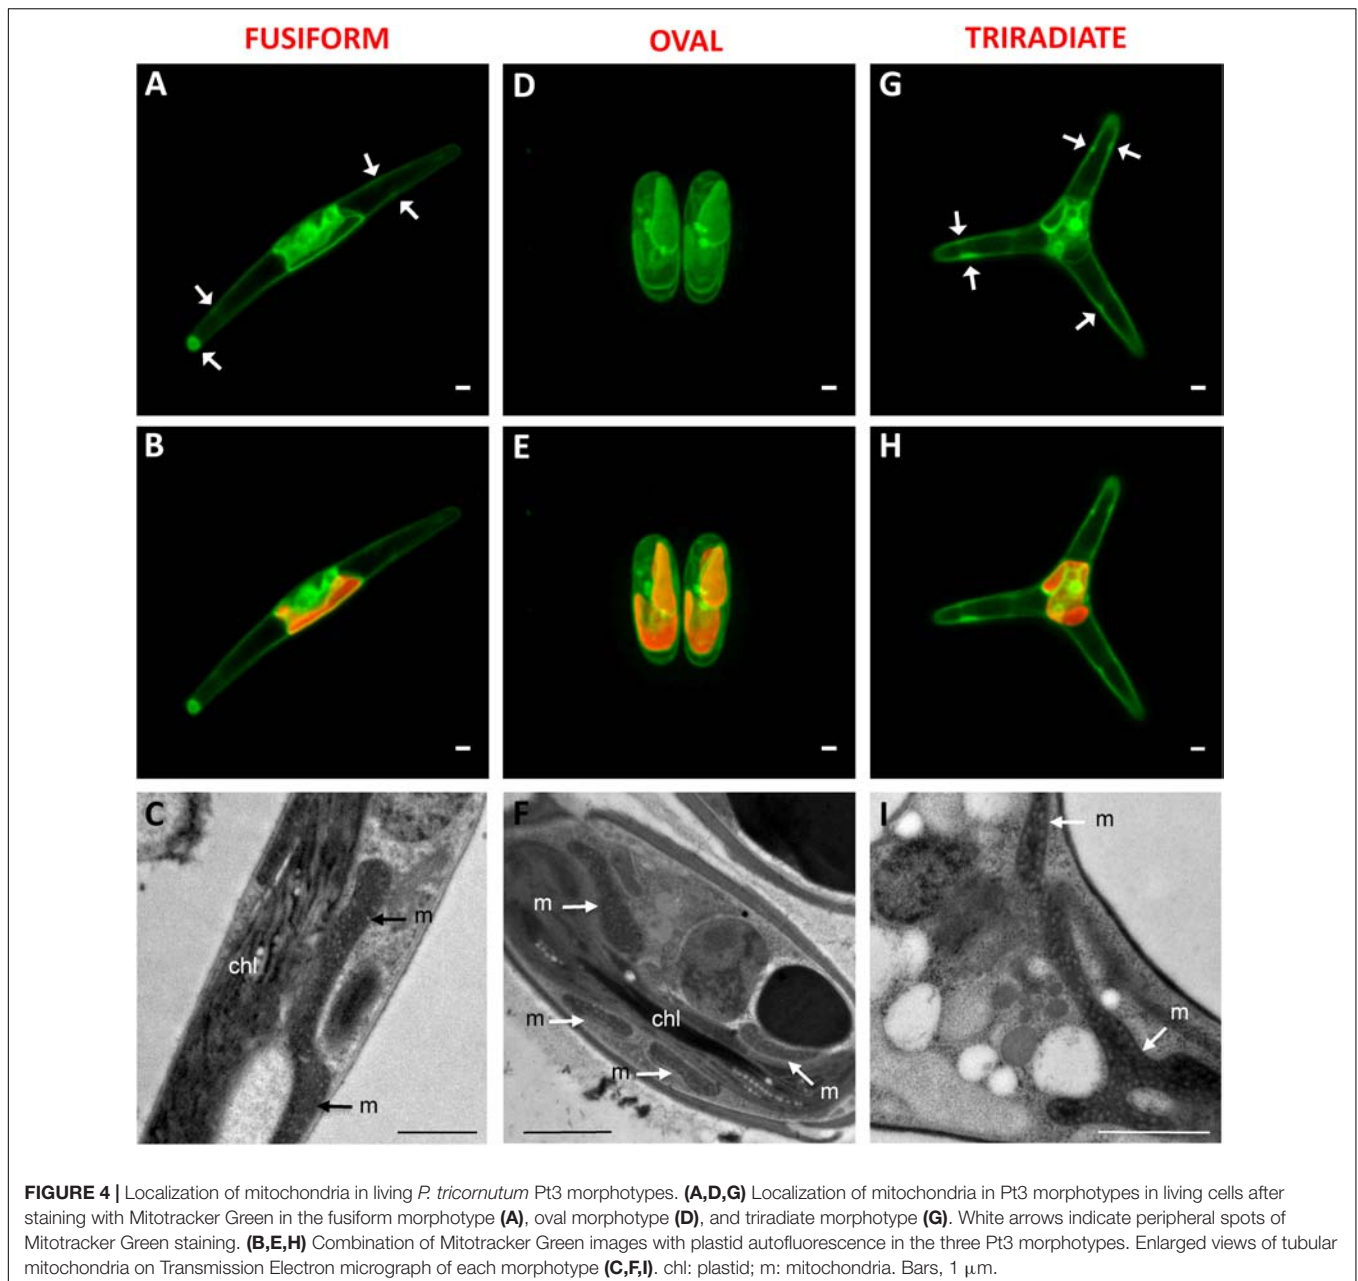 FUSIFORM
OVAL
TRIRADIATE
A
D
G
B
E
H
C
F
I
m
chl
m
m
m
chl
m
m
m
m
FIGURE 4 | Localization of mitochondria in living P. tricornutum Pt3 morphotypes. (A,D,G) Localization of mitochondria in Pt3 morphotypes in living cells after
staining with Mitotracker Green in the fusiform morphotype (A), oval morphotype (D), and triradiate morphotype (G). White arrows indicate peripheral spots of
Mitotracker Green staining. (B,E,H) Combination of Mitotracker Green images with plastid autofluorescence in the three Pt3 morphotypes. Enlarged views of tubular
mitochondria on Transmission Electron micrograph of each morphotype (C,F,I). chl: plastid; m: mitochondria. Bars, 1 μm.